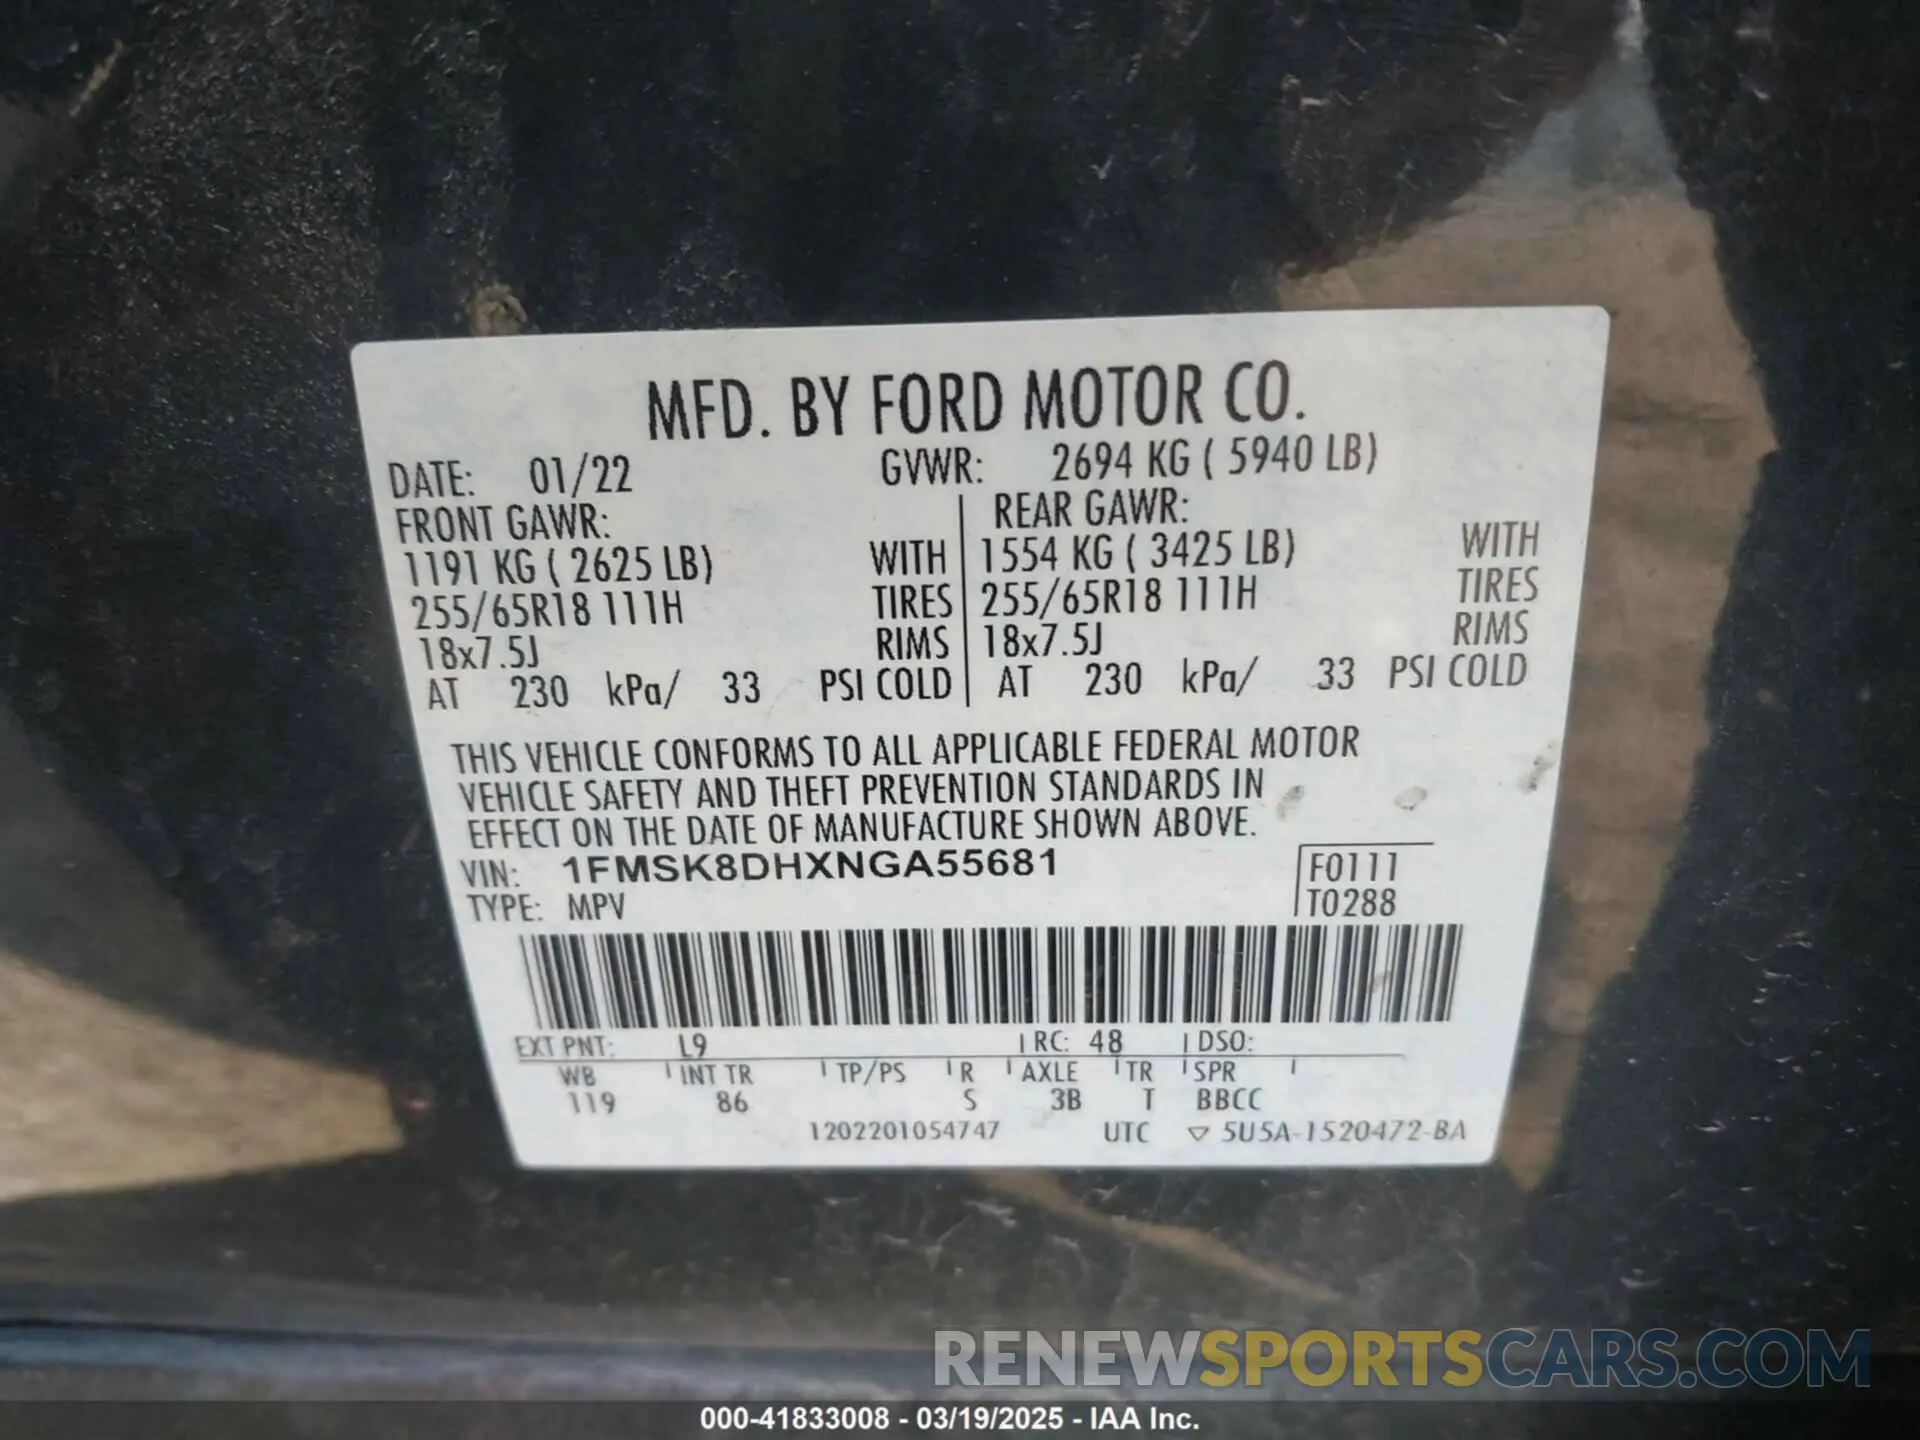 MFD. BY FORD MOTOR CO.
DATE: 01/22 GVWR: 2694 KG ( 5940 LB)
FRONT GAWR: REAR GAWR:
1191 KG ( 2625 LB) WITH 1554 KG ( 3425 LB) WITH
255/65R18 111H TIRES 255/65R18 111H TIRES
18x7.5J RIMS 18x7.5J RIMS
AT 230 kPa/ 33 PSI COLD AT 230 kPa/ 33 PSI COLD
THIS VEHICLE CONFORMS TO ALL APPLICABLE FEDERAL MOTOR
VEHICLE SAFETY AND THEFT PREVENTION STANDARDS IN
EFFECT ON THE DATE OF MANUFACTURE SHOWN ABOVE.
VIN: 1FMSK8DHXNGA55681 F0111
TYPE: MPV T0288
EXT PNT: L9 RC: 48 DSO:
WB INT TR TP/PS R AXLE TR SPR
119 86 S 3B T BBCC
1202201054747 UTC ▽ 5U5A-1520472-BA
RENEWSPORTSCARS.COM
000-41833008 - 03/19/2025 - IAA Inc.